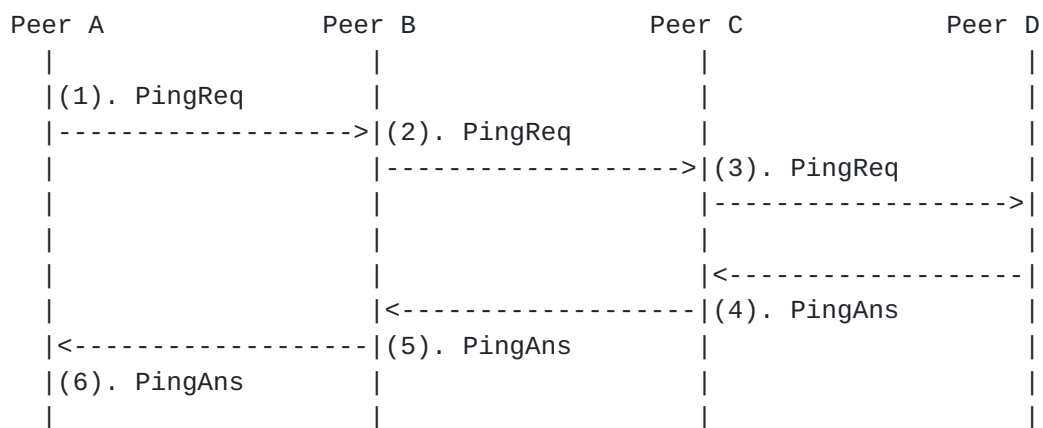 Peer A              Peer B               Peer C               Peer D
(1). PingReq
(2). PingReq
(3). PingReq
(4). PingAns
(5). PingAns
(6). PingAns